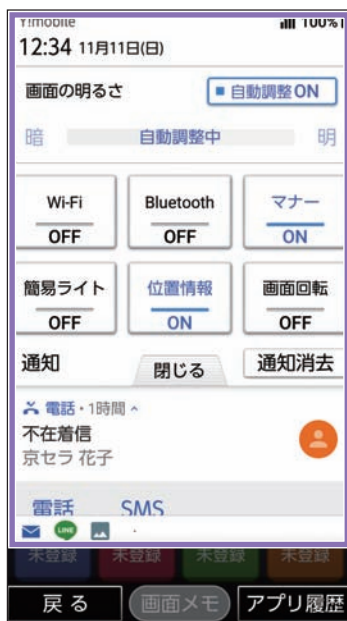 Y!mobile 100%
12:34 11月11日(日)
画面の明るさ ■自動調整ON
暗 自動調整中 明
Wi-Fi Bluetooth マナー
OFF OFF ON
簡易ライト 位置情報 画面回転
OFF ON OFF
通知 閉じる 通知消去
電話・1時間
不在着信
京セラ 花子
電話 SMS
LINE
未登録 未登録 未登録 未登録
戻る 画面メモ アプリ履歴